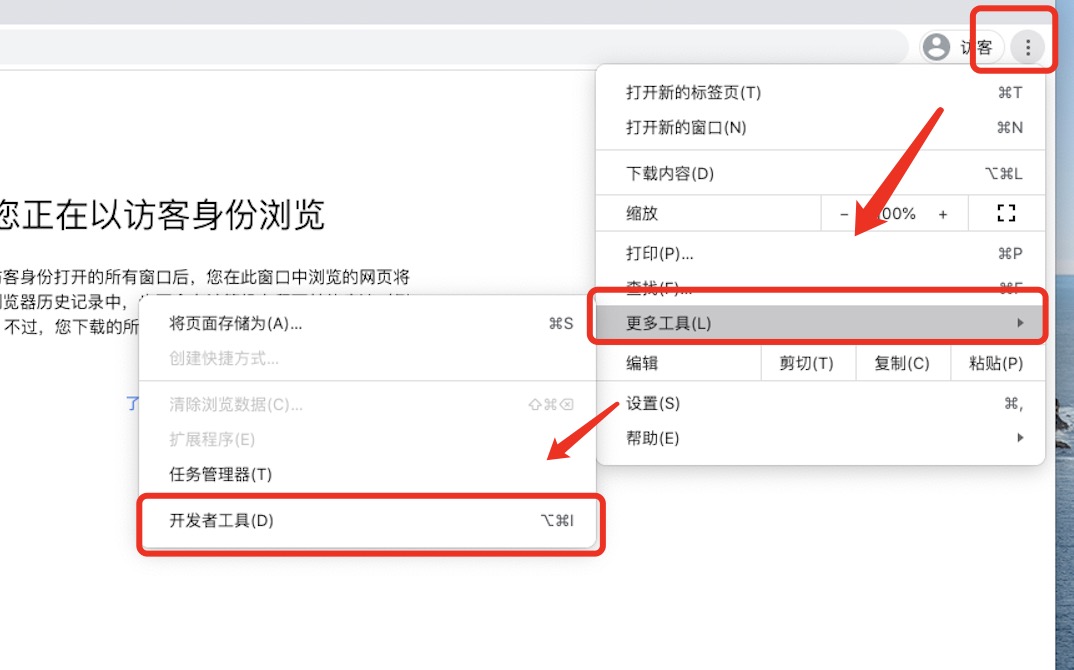 访客
打开新的标签页(T) ⌘T
打开新的窗口(N) ⌘N
下载内容(D) ⌥⌘L
缩放 − 00% +
打印(P)... ⌘P
查找(F)... ⌘F
更多工具(L)
编辑 剪切(T) 复制(C) 粘贴(P)
设置(S) ⌘,
帮助(E)
您正在以访客身份浏览
客身份打开的所有窗口后，您在此窗口中浏览的网页将
览器历史记录中，
不过，您下载的所
了
将页面存储为(A)... ⌘S
创建快捷方式...
清除浏览数据(C)... ⇧⌘⌫
扩展程序(E)
任务管理器(T)
开发者工具(D) ⌥⌘I